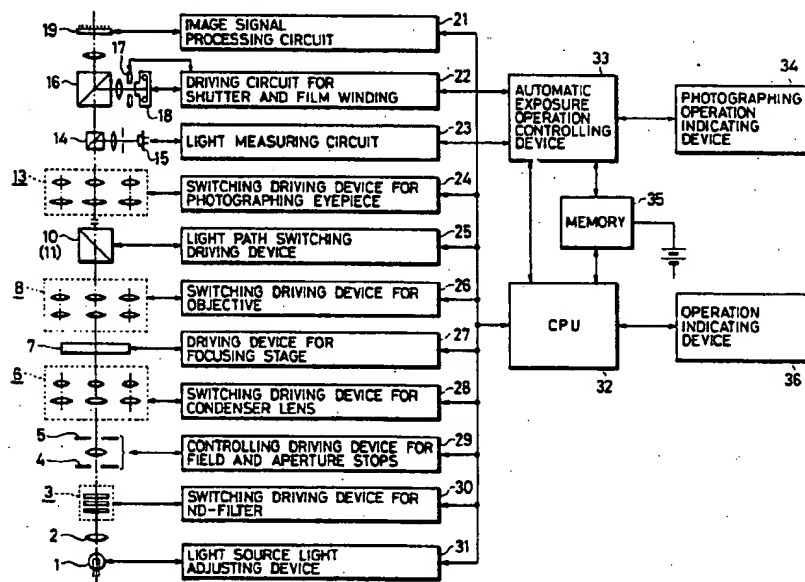 19
IMAGE SIGNAL
PROCESSING CIRCUIT
21
16
17
18
DRIVING CIRCUIT FOR
SHUTTER AND FILM WINDING
22
14
15
LIGHT MEASURING CIRCUIT
23
13
SWITCHING DRIVING DEVICE FOR
PHOTOGRAPHING EYEPIECE
24
10
(11)
LIGHT PATH SWITCHING
DRIVING DEVICE
25
8
SWITCHING DRIVING DEVICE FOR
OBJECTIVE
26
7
DRIVING DEVICE FOR
FOCUSING STAGE
27
6
SWITCHING DRIVING DEVICE FOR
CONDENSER LENS
28
5
4
CONTROLLING DRIVING DEVICE FOR
FIELD AND APERTURE STOPS
29
3
SWITCHING DRIVING DEVICE FOR
ND-FILTER
30
2
1
LIGHT SOURCE LIGHT
ADJUSTING DEVICE
31
33
AUTOMATIC
EXPOSURE
OPERATION
CONTROLLING
DEVICE
34
PHOTOGRAPHING
OPERATION
INDICATING
DEVICE
35
MEMORY
CPU
32
OPERATION
INDICATING
DEVICE
36